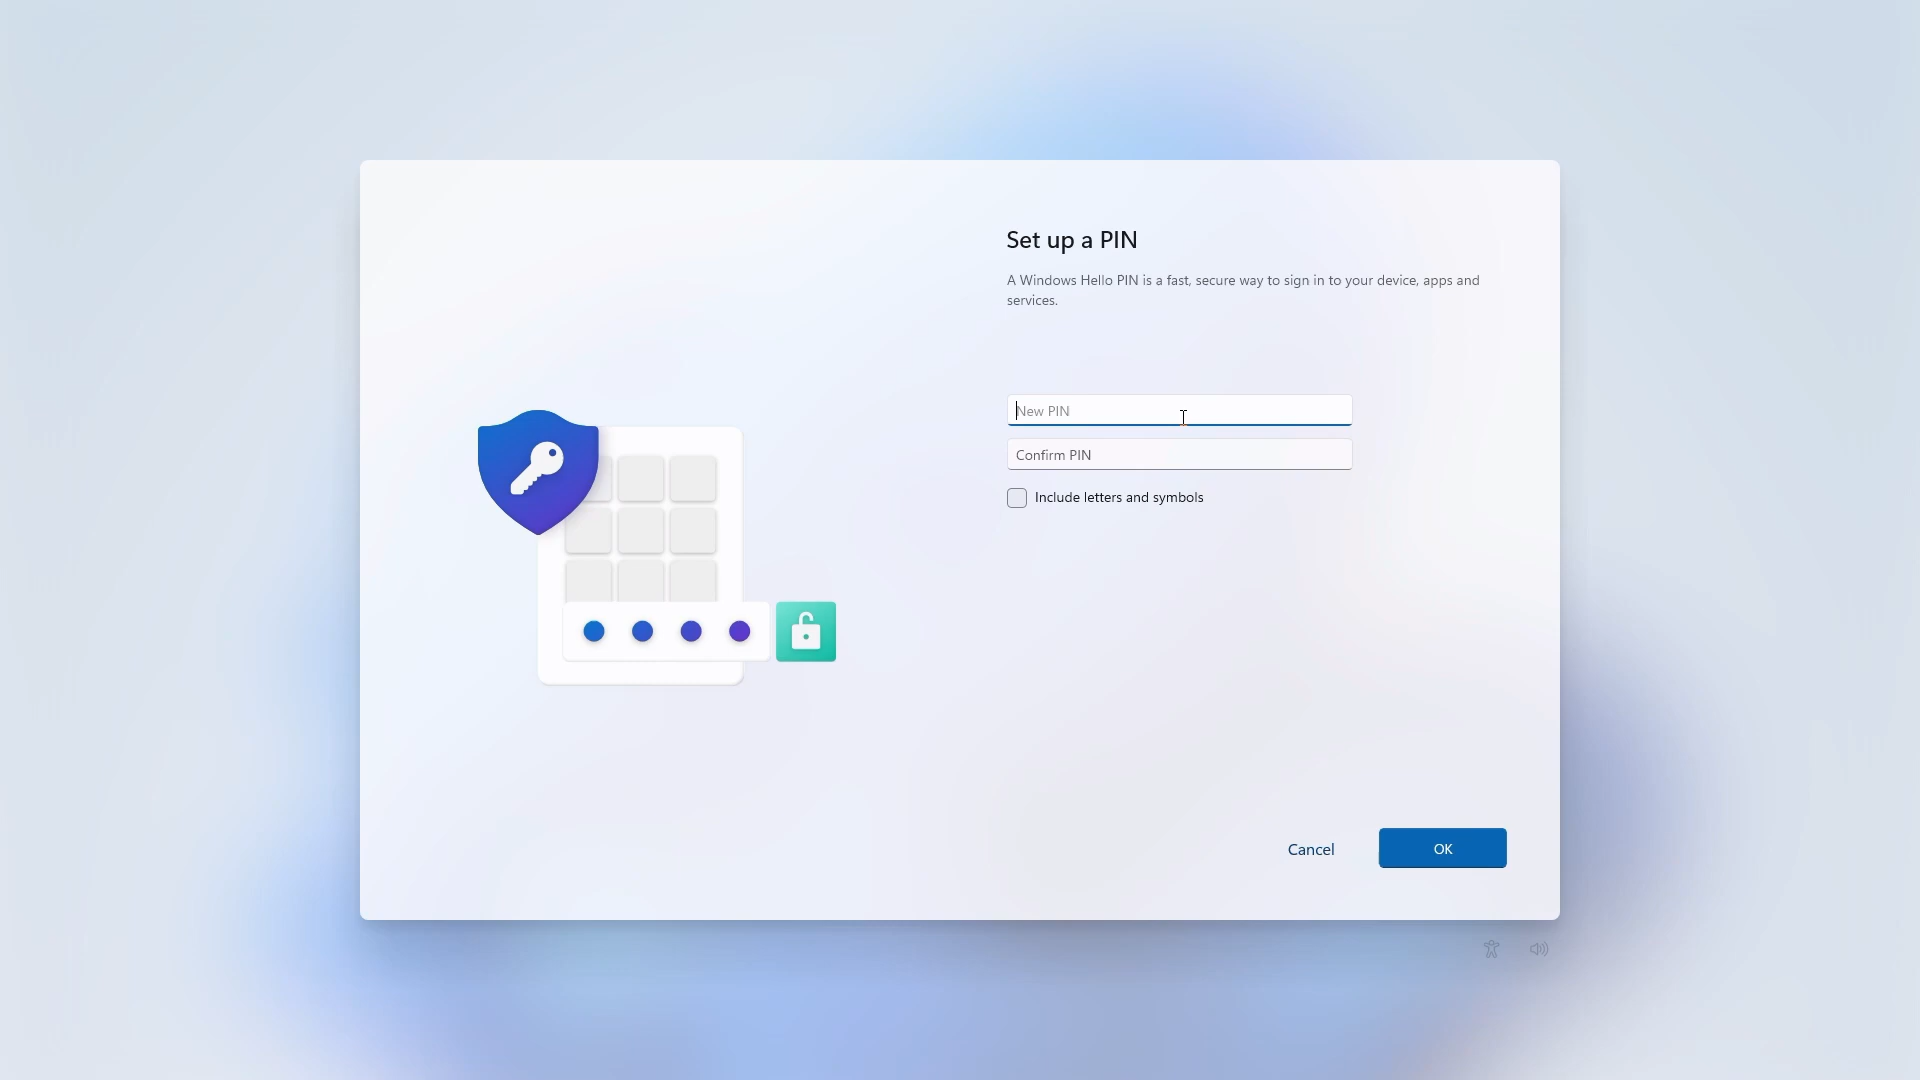 Set up a PIN
A Windows Hello PIN is a fast, secure way to sign in to your device, apps and
services.
New PIN
Confirm PIN
Include letters and symbols
Cancel
OK